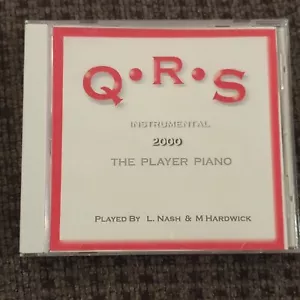 Q•R•S
INSTRUMENTAL
2000
THE PLAYER PIANO
PLAYED BY L. NASH & M HARDWICK